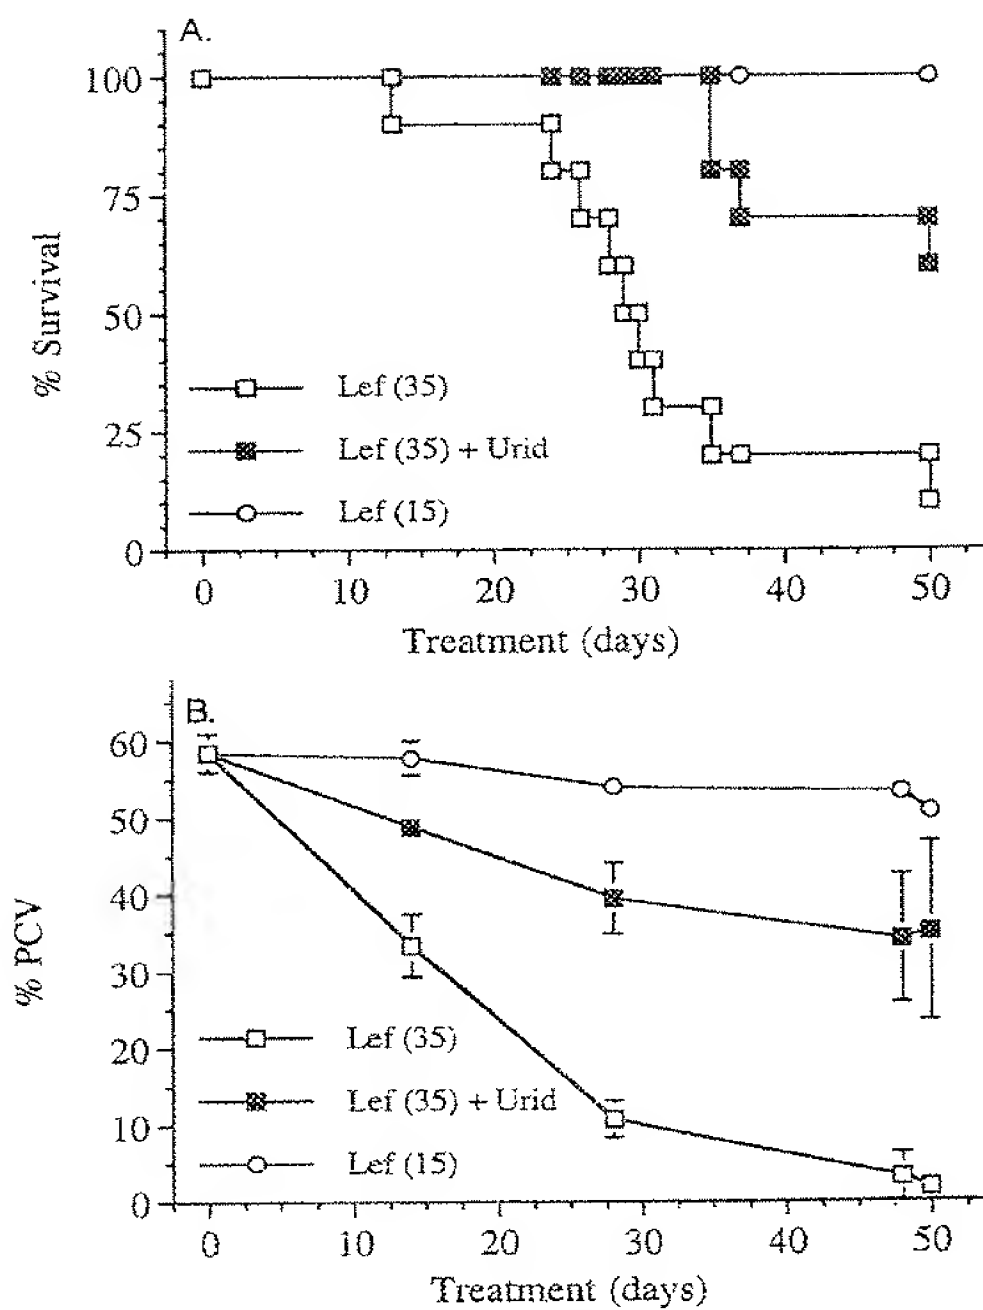 A.
100
75
50
25
0
% Survival
Lef (35)
Lef (35) + Urid
Lef (15)
0 10 20 30 40 50
Treatment (days)
B.
60
50
40
30
20
10
0
% PCV
Lef (35)
Lef (35) + Urid
Lef (15)
0 10 20 30 40 50
Treatment (days)